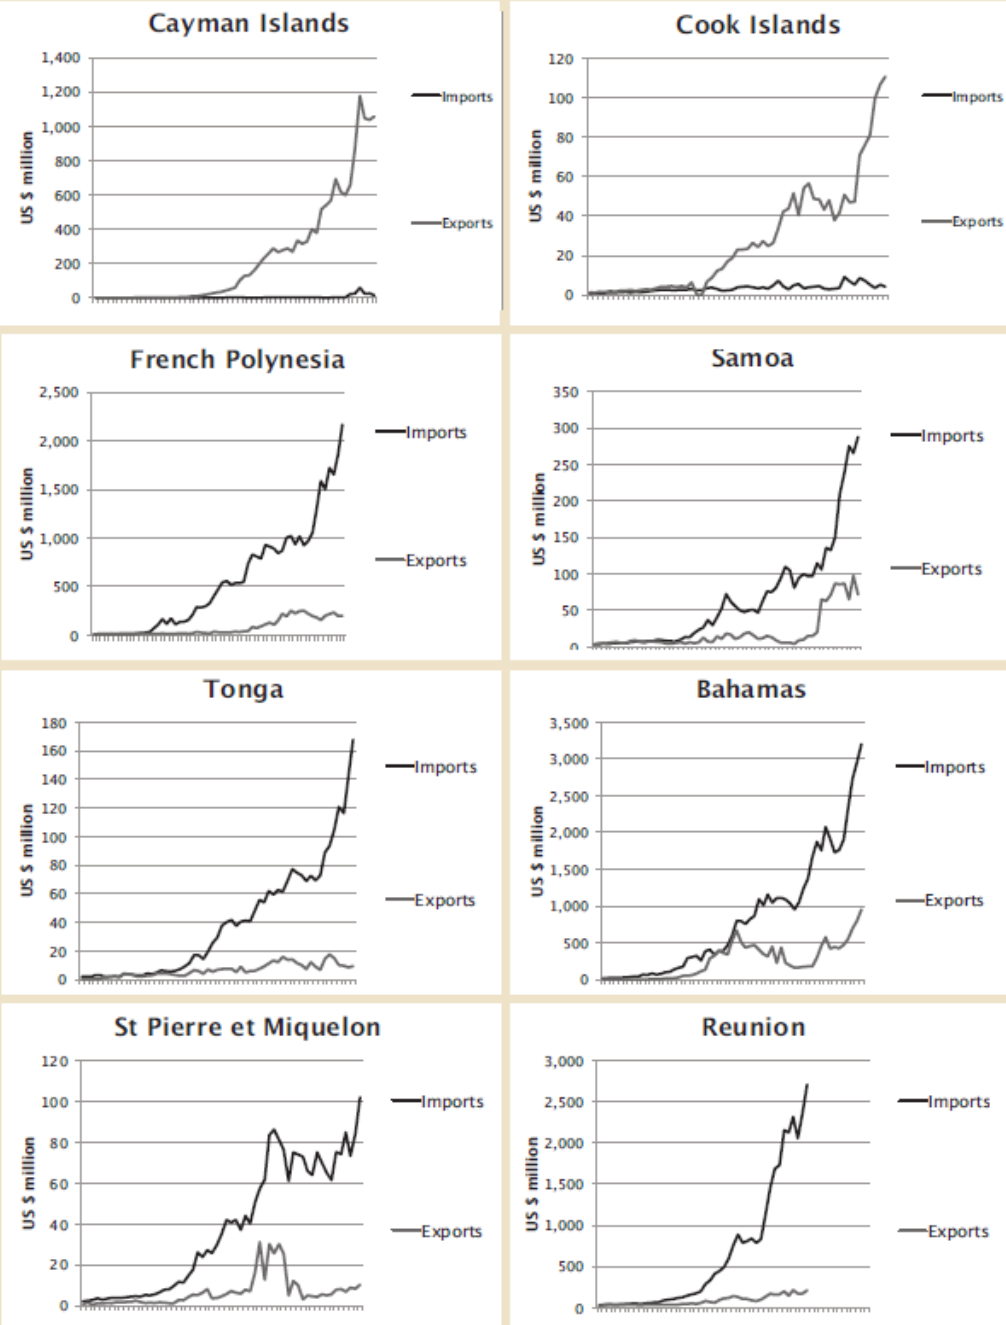 Cayman Islands
1,400
1,200
1,000
800
600
400
200
0
US $ million
Imports
Exports
Cook Islands
120
100
80
60
40
20
0
US $ million
Imports
Exports
French Polynesia
2,500
2,000
1,500
1,000
500
0
US $ million
Imports
Exports
Samoa
350
300
250
200
150
100
50
0
US $ million
Imports
Exports
Tonga
180
160
140
120
100
80
60
40
20
0
US $ million
Imports
Exports
Bahamas
3,500
3,000
2,500
2,000
1,500
1,000
500
0
US $ million
Imports
Exports
St Pierre et Miquelon
120
100
80
60
40
20
0
US $ million
Imports
Exports
Reunion
3,000
2,500
2,000
1,500
1,000
500
0
US $ million
Imports
Exports